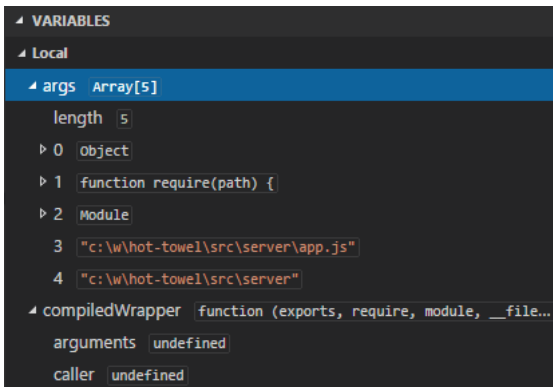 VARIABLES
Local
args Array[5]
length 5
0 Object
1 function require(path) {
2 Module
3 "c:\w\hot-towel\src\server\app.js"
4 "c:\w\hot-towel\src\server"
compiledWrapper function (exports, require, module, __file...
arguments undefined
caller undefined